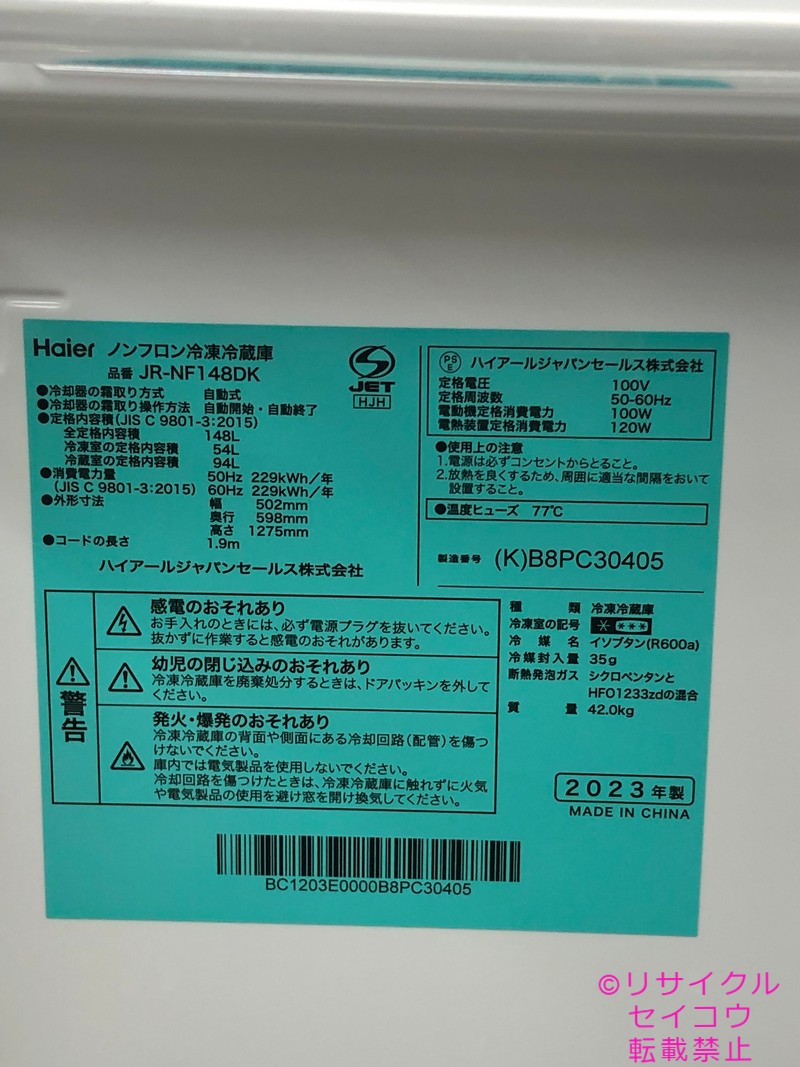 Haier ノンフロン冷凍冷蔵庫
品番 JR-NF148DK
●冷却器の霜取り方式 自動式
●冷却器の霜取り操作方法 自動開始・自動終了
●定格内容積(JIS C 9801-3:2015)
全定格内容積 148L
冷凍室の定格内容積 54L
冷蔵室の定格内容積 94L
●消費電力量 50Hz 229kWh/年
(JIS C 9801-3:2015) 60Hz 229kWh/年
●外形寸法 幅 502mm
奥行 598mm
高さ 1275mm
●コードの長さ 1.9m
ハイアールジャパンセールス株式会社
JET
HJH
PSE ハイアールジャパンセールス株式会社
定格電圧 100V
定格周波数 50-60Hz
電動機定格消費電力 100W
電熱装置定格消費電力 120W
●使用上の注意
1.電源は必ずコンセントからとること。
2.放熱を良くするため、周囲に適当な間隔をおいて
設置すること。
●温度ヒューズ 77℃
製造番号 (K)B8PC30405
警告
感電のおそれあり
お手入れのときには、必ず電源プラグを抜いてください。
抜かずに作業すると感電のおそれがあります。
幼児の閉じ込みのおそれあり
冷凍冷蔵庫を廃棄処分するときは、ドアパッキンを外して
ください。
発火・爆発のおそれあり
冷凍冷蔵庫の背面や側面にある冷却回路(配管)を傷つ
けないでください。
庫内では電気製品を使用しないでください。
冷却回路を傷つけたときは、冷凍冷蔵庫に触れずに火気
や電気製品の使用を避け窓を開け換気してください。
種類 冷凍冷蔵庫
冷凍室の記号 * ***
冷媒名 イソブタン(R600a)
冷媒封入量 35g
断熱発泡ガス シクロペンタンと
HFO1233zdの混合
質量 42.0kg
2023年製
MADE IN CHINA
BC1203E0000B8PC30405
©リサイクル
セイコウ
転載禁止